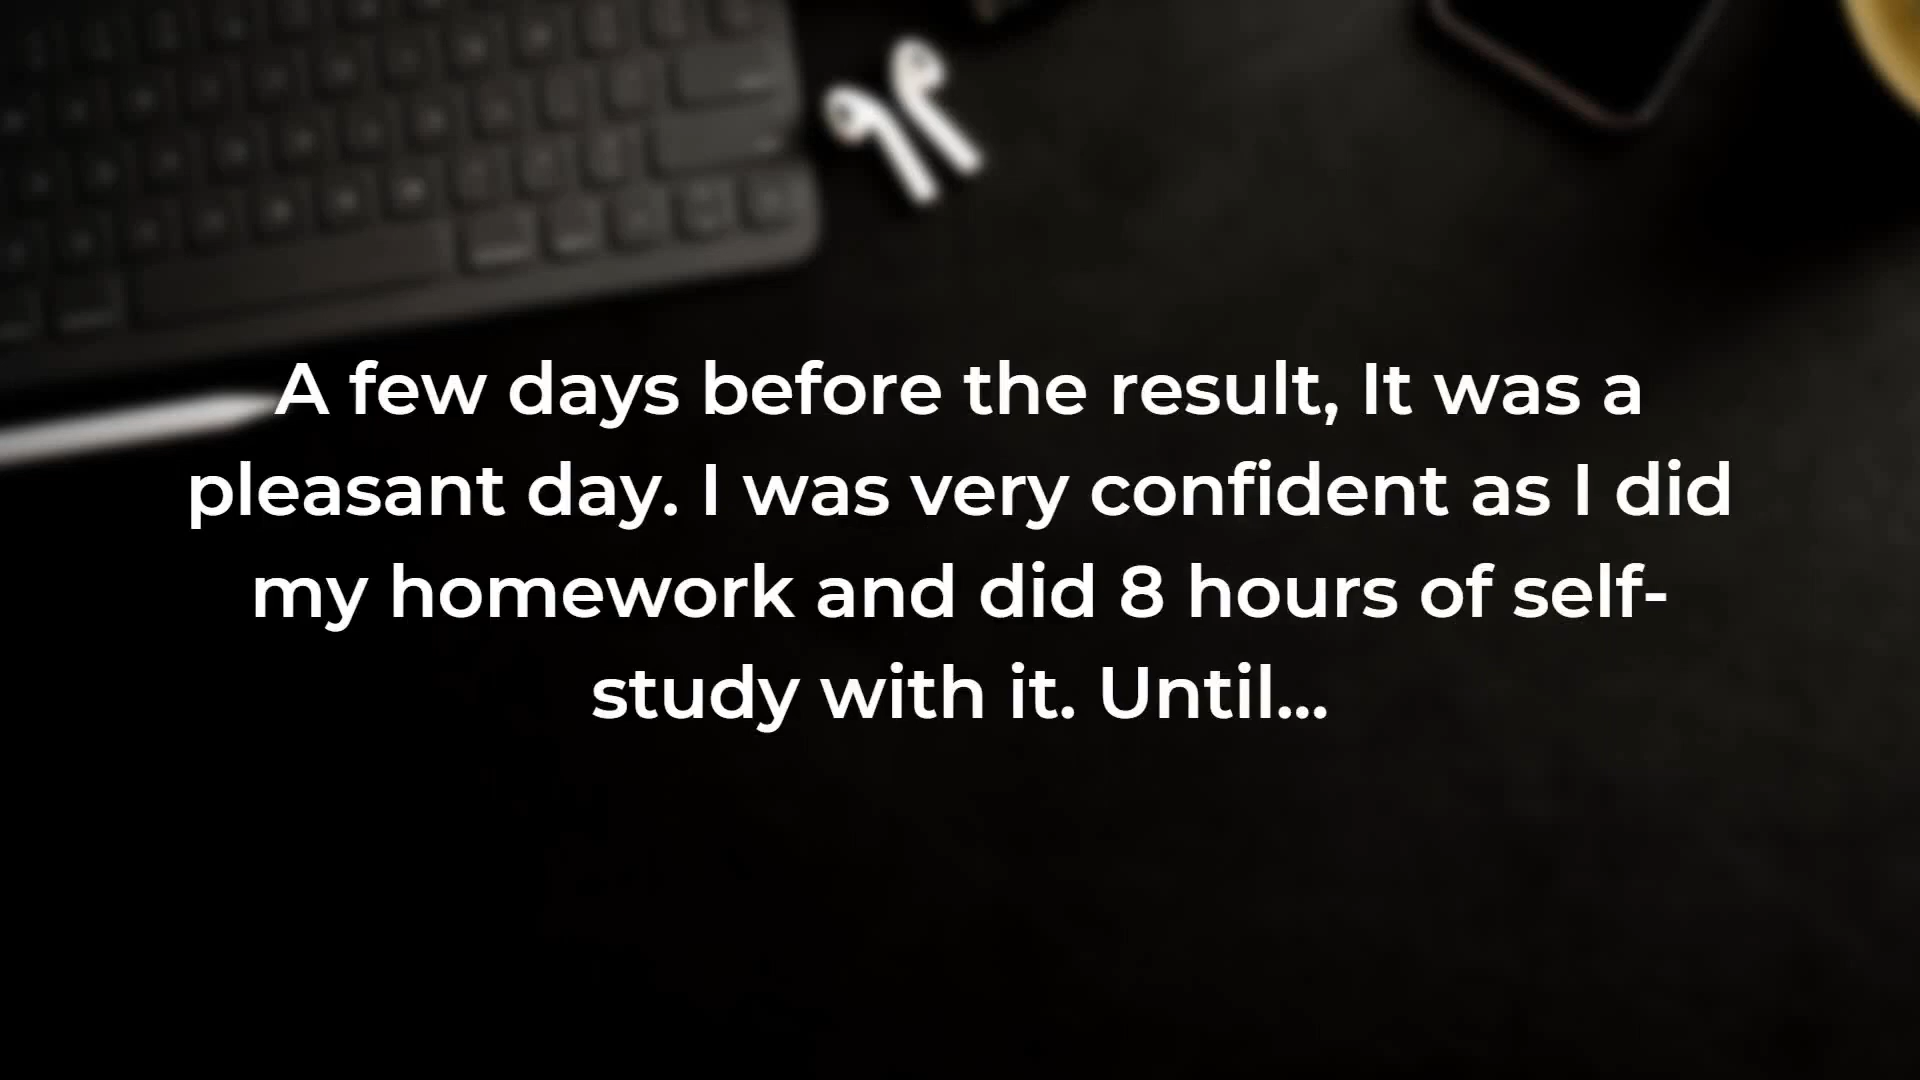 A few days before the result, It was a
pleasant day. I was very confident as I did
my homework and did 8 hours of self-
study with it. Until...